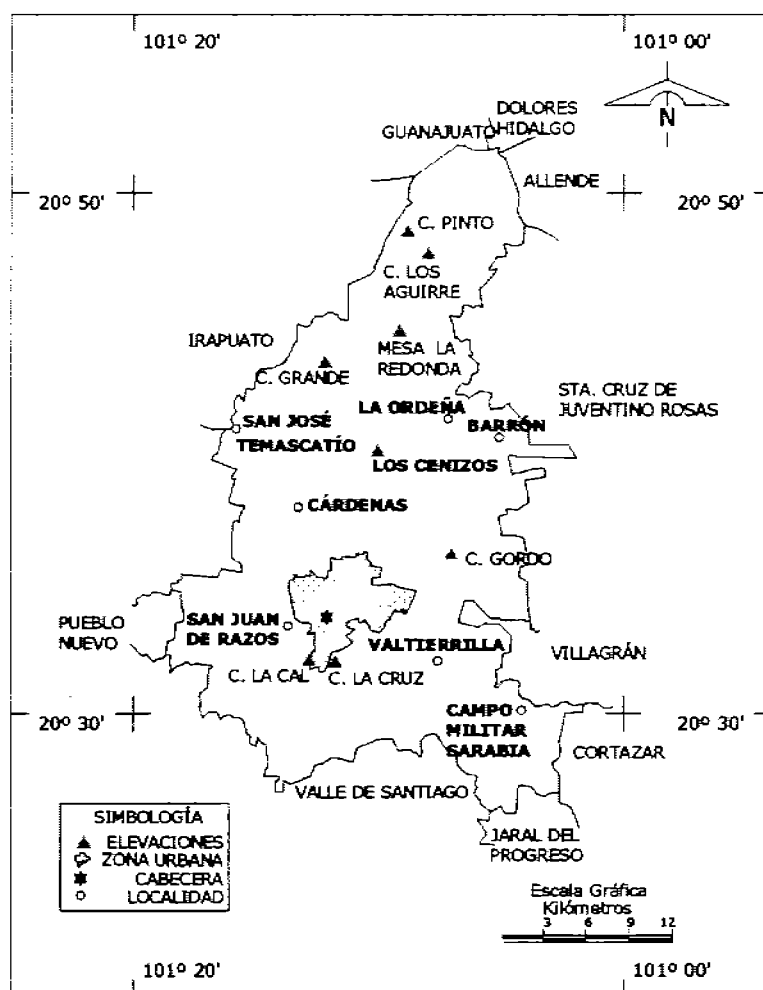 101º 20'
101º 00'
DOLORES
HIDALGO
GUANAJUATO
N
ALLENDE
20º 50'
20º 50'
C. PINTO
C. LOS
AGUIRRE
IRAPUATO
MESA LA
REDONDA
C. GRANDE
STA. CRUZ DE
JUVENTINO ROSAS
LA ORDEÑA
SAN JOSÉ
TEMASCATÍO
BARRÓN
LOS CENIZOS
CÁRDENAS
C. GORDO
PUEBLO
NUEVO
SAN JUAN
DE RAZOS
VALTIERRILLA
VILLAGRÁN
C. LA CAL
C. LA CRUZ
20º 30'
20º 30'
CAMPO
MILITAR
SARABIA
CORTAZAR
VALLE DE SANTIAGO
JARAL DEL
PROGRESO
SIMBOLOGÍA
ELEVACIONES
ZONA URBANA
CABECERA
LOCALIDAD
Escala Gráfica
Kilómetros
3 6 9 12
101º 20'
101º 00'